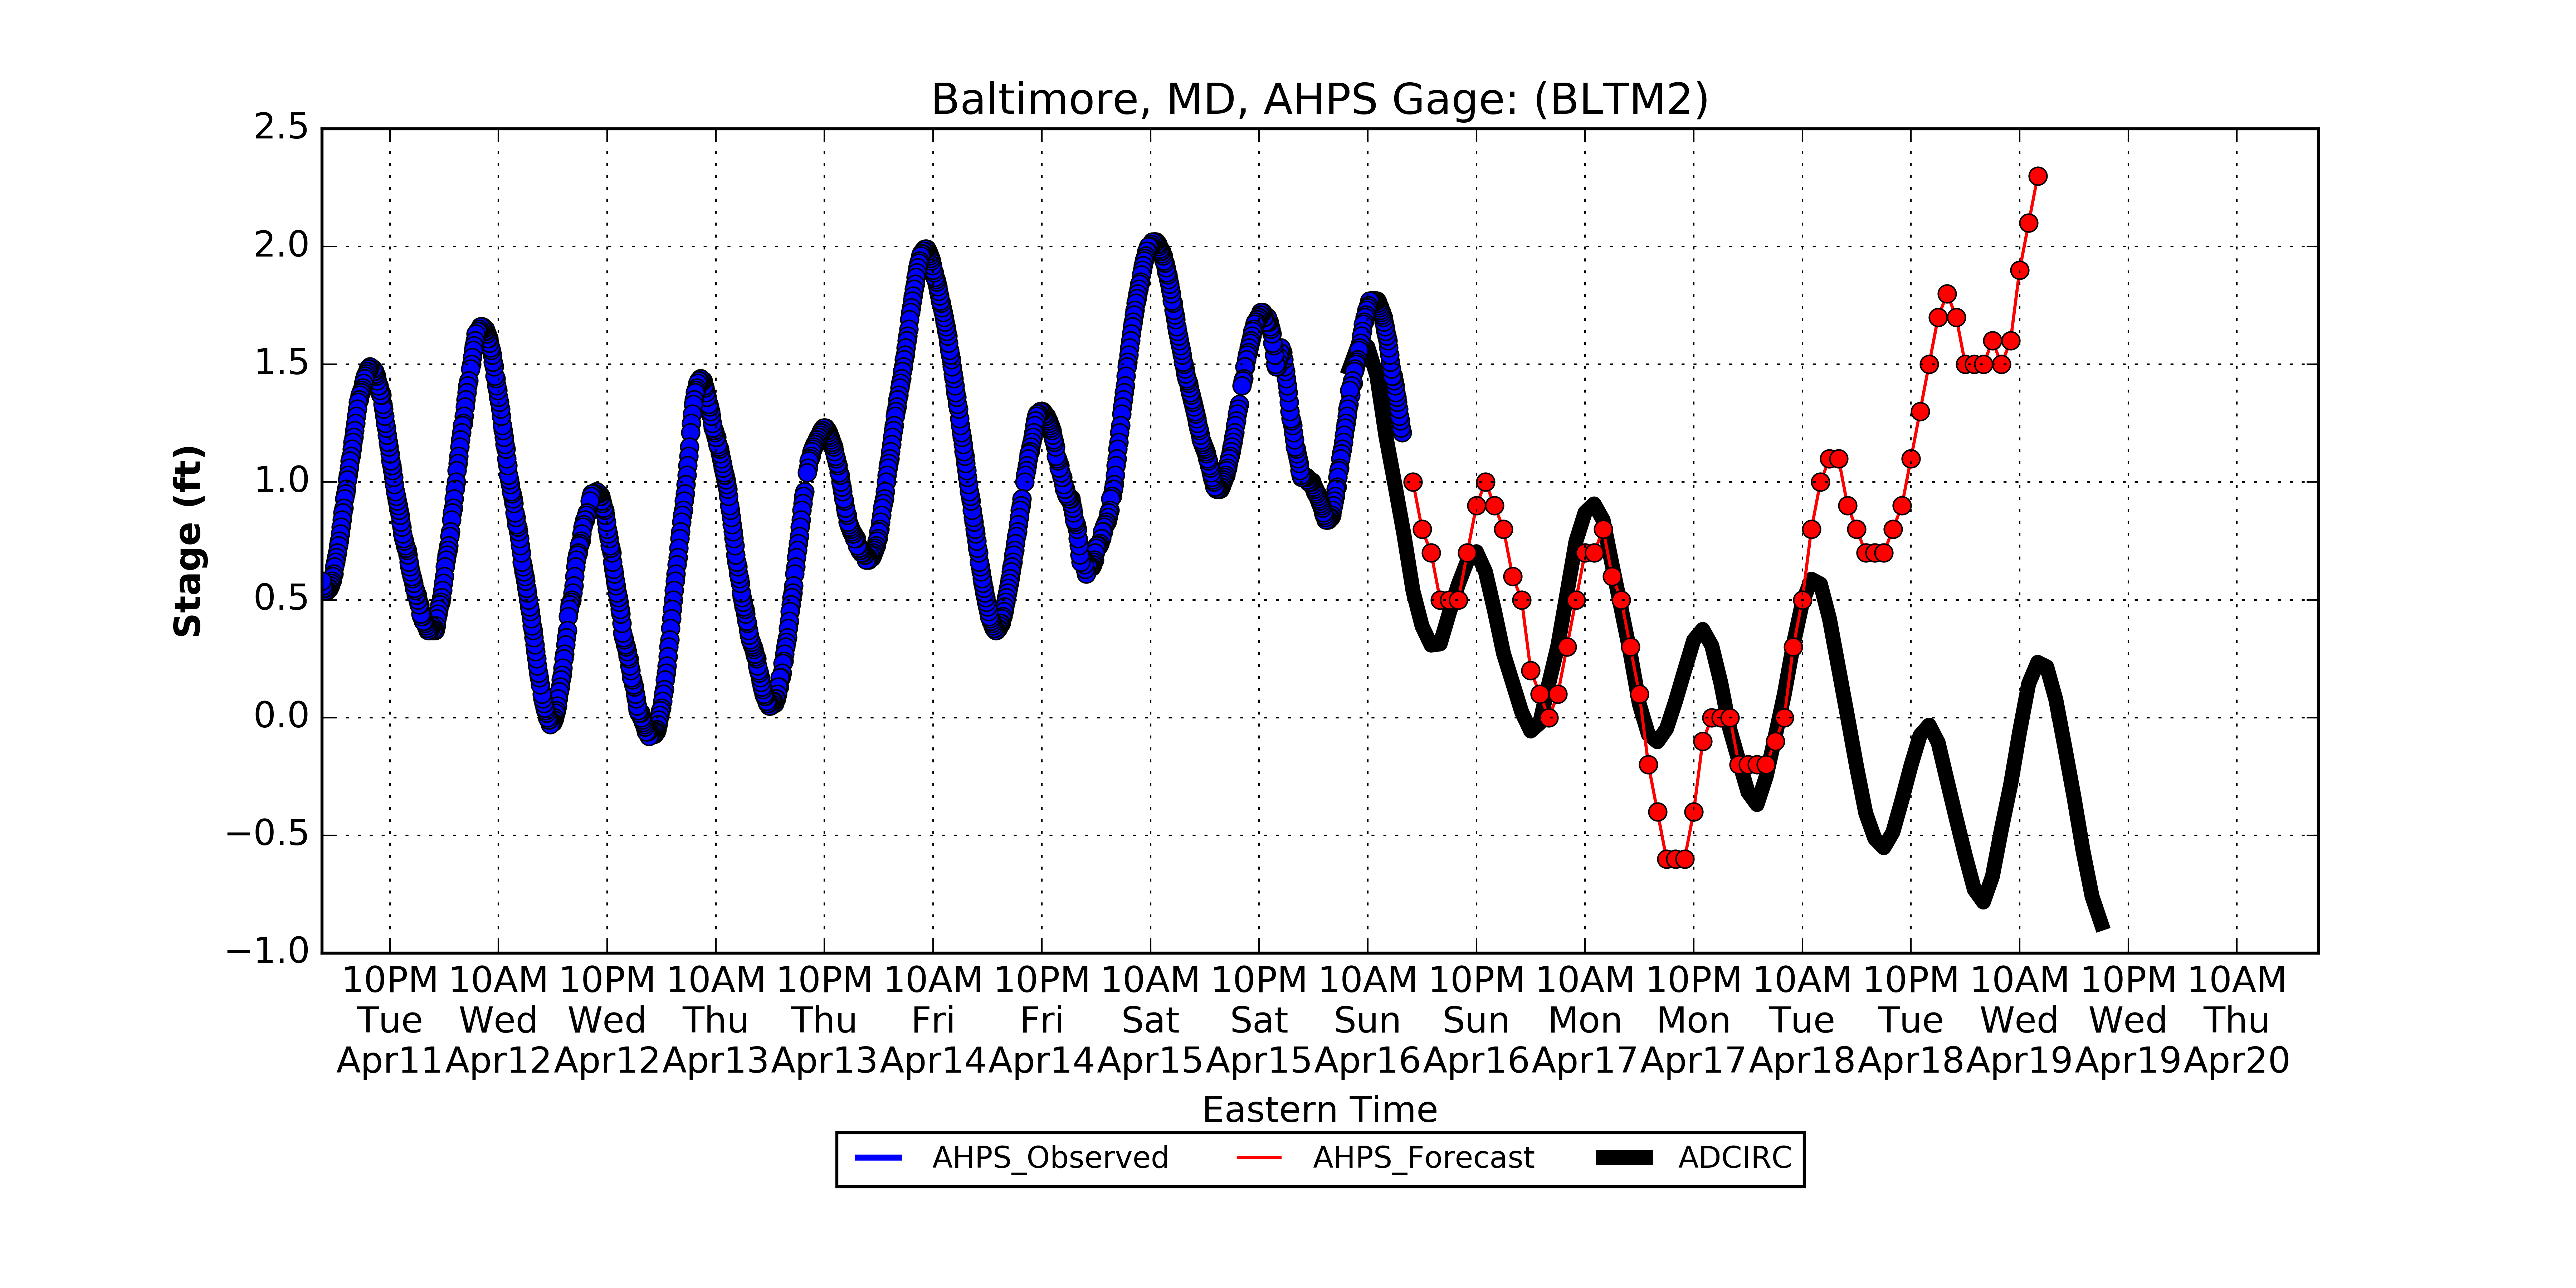 Baltimore, MD, AHPS Gage: (BLTM2)
2.5
2.0
1.5
1.0
0.5
0.0
−0.5
−1.0
Stage (ft)
10PM 10AM 10PM 10AM 10PM 10AM 10PM 10AM 10PM 10AM 10PM 10AM 10PM 10AM 10PM 10AM 10PM 10AM
Tue Wed Wed Thu Thu Fri Fri Sat Sat Sun Sun Mon Mon Tue Tue Wed Wed Thu
Apr11 Apr12 Apr12 Apr13 Apr13 Apr14 Apr14 Apr15 Apr15 Apr16 Apr16 Apr17 Apr17 Apr18 Apr18 Apr19 Apr19 Apr20
Eastern Time
AHPS_Observed AHPS_Forecast ADCIRC